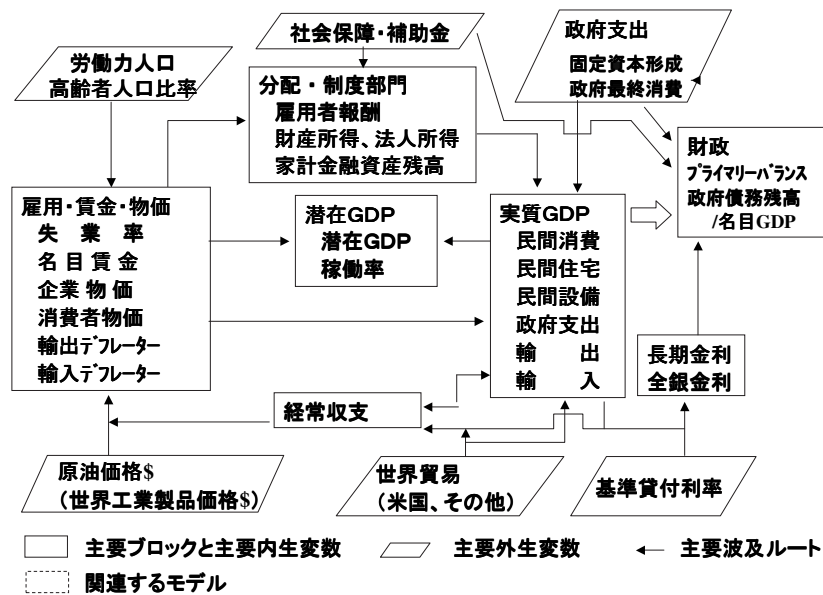 社会保障・補助金
政府支出
固定資本形成
政府最終消費
労働力人口
高齢者人口比率
分配・制度部門
雇用者報酬
財産所得、法人所得
家計金融資産残高
財政
プライマリーバランス
政府債務残高
/名目GDP
雇用・賃金・物価
失業率
名目賃金
企業物価
消費者物価
輸出デフレーター
輸入デフレーター
潜在GDP
潜在GDP
稼働率
実質GDP
民間消費
民間住宅
民間設備
政府支出
輸出
輸入
長期金利
全銀金利
経常収支
原油価格$
(世界工業製品価格$)
世界貿易
(米国、その他)
基準貸付利率
主要ブロックと主要内生変数
主要外生変数
主要波及ルート
関連するモデル